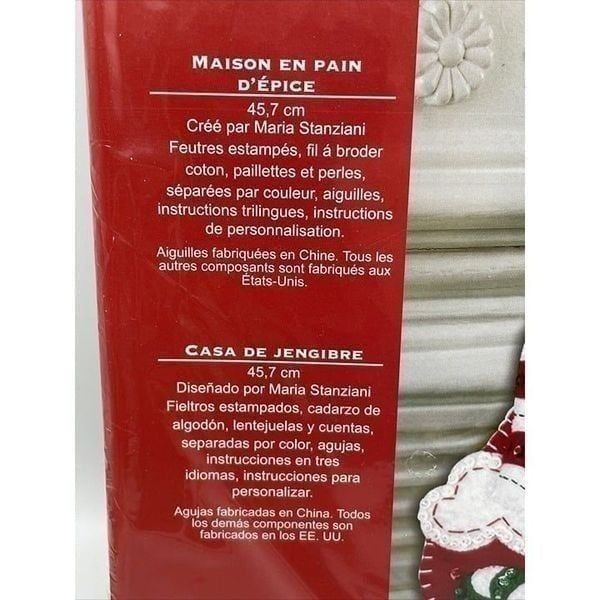 MAISON EN PAIN
D'ÉPICE
45,7 cm
Créé par Maria Stanziani
Feutres estampés, fil á broder
coton, paillettes et perles,
séparées par couleur, aiguilles,
instructions trilingues, instructions
de personnalisation.
Aiguilles fabriquées en Chine. Tous les
autres composants sont fabriqués aux
États-Unis.
CASA DE JENGIBRE
45,7 cm
Diseñado por Maria Stanziani
Fieltros estampados, cadarzo de
algodón, lentejuelas y cuentas,
separadas por color, agujas,
instrucciones en tres
idiomas, instrucciones para
personalizar.
Agujas fabricadas en China. Todos
los demás componentes son
fabricados en los EE. UU.